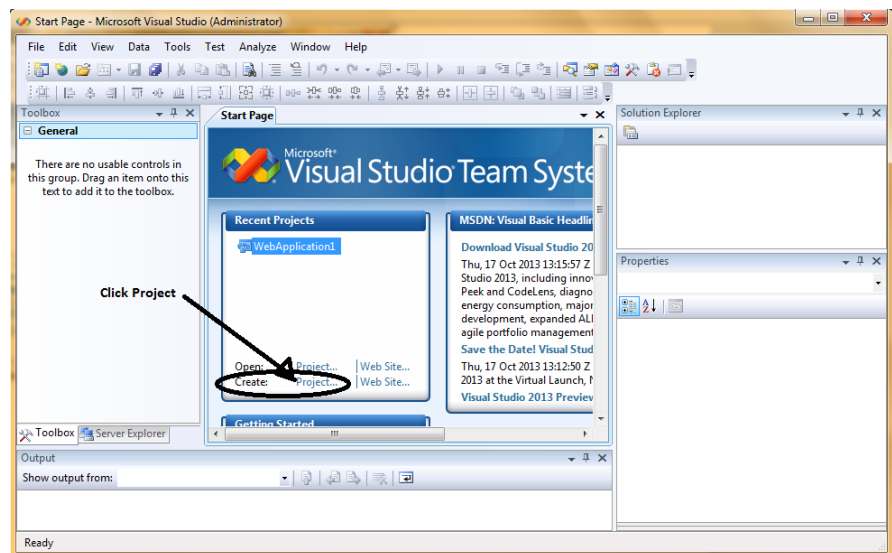 Start Page - Microsoft Visual Studio (Administrator)
File Edit View Data Tools Test Analyze Window Help
Toolbox
General
There are no usable controls in
this group. Drag an item onto this
text to add it to the toolbox.
Click Project
Toolbox Server Explorer
Start Page
Microsoft®
Visual Studio Team Syste
Recent Projects
WebApplication1
Open: Project... Web Site...
Create: Project... Web Site...
Getting Started
MSDN: Visual Basic Headlin
Download Visual Studio 20
Thu, 17 Oct 2013 13:15:57 Z
Studio 2013, including innov
Peek and CodeLens, diagno
energy consumption, major
development, expanded ALI
agile portfolio management
Save the Date! Visual Stud
Thu, 17 Oct 2013 13:12:50 Z
2013 at the Virtual Launch, N
Visual Studio 2013 Preview
Solution Explorer
Properties
Output
Show output from:
Ready